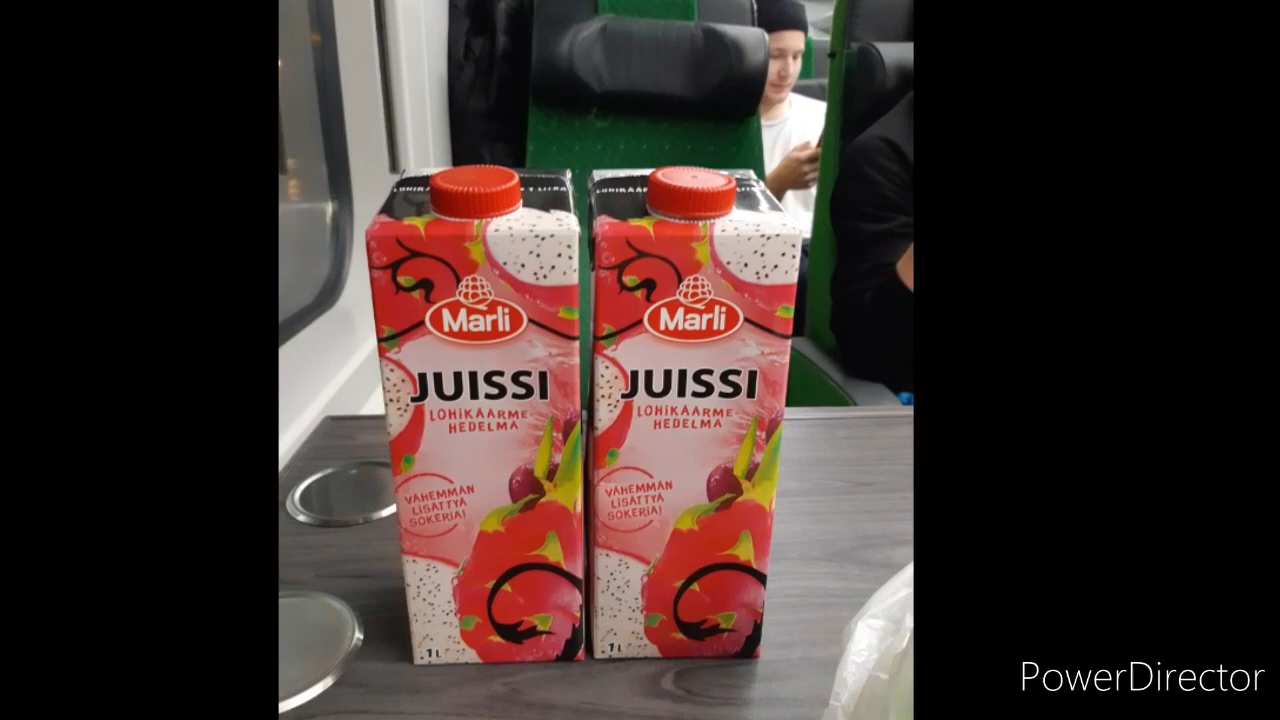 Marli
JUISSI
LOHIKÄÄRME
HEDELMÄ
VÄHEMMÄN
LISÄTTYÄ
SOKERIA!
1L
Marli
JUISSI
LOHIKÄÄRME
HEDELMÄ
VÄHEMMÄN
LISÄTTYÄ
SOKERIA!
1L
PowerDirector